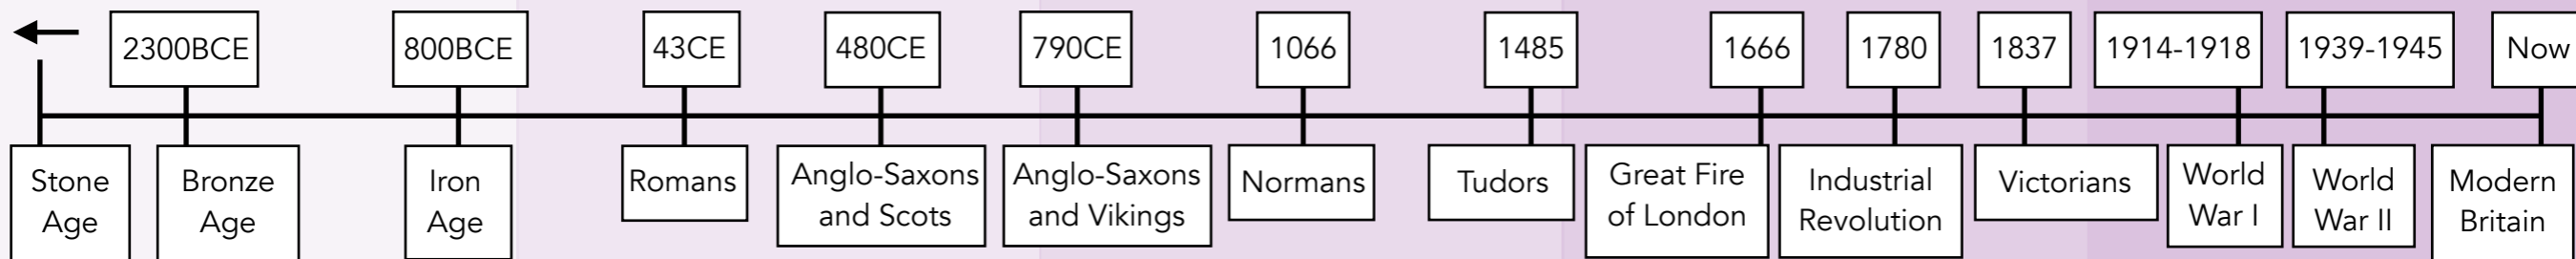 2300BCE
800BCE
43CE
480CE
790CE
1066
1485
1666
1780
1837
1914-1918
1939-1945
Now
Stone
Age
Bronze
Age
Iron
Age
Romans
Anglo-Saxons
and Scots
Anglo-Saxons
and Vikings
Normans
Tudors
Great Fire
of London
Industrial
Revolution
Victorians
World
War I
World
War II
Modern
Britain